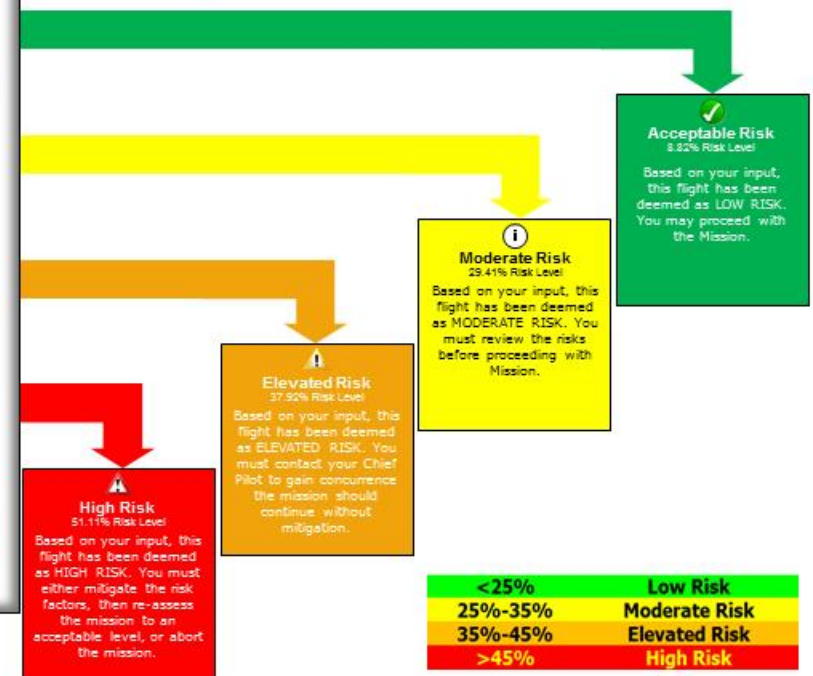 Acceptable Risk
8.82% Risk Level
Based on your input,
this flight has been
deemed as LOW RISK.
You may proceed with
the Mission.
Moderate Risk
29.41% Risk Level
Based on your input, this
flight has been deemed
as MODERATE RISK. You
must review the risks
before proceeding with
Mission.
Elevated Risk
37.92% Risk Level
Based on your input, this
flight has been deemed
as ELEVATED RISK. You
must contact your Chief
Pilot to gain concurrence
the mission should
continue without
mitigation.
High Risk
51.11% Risk Level
Based on your input, this
flight has been deemed
as HIGH RISK. You must
either mitigate the risk
factors, then re-assess
the mission to an
acceptable level, or abort
the mission.
<25% Low Risk
25%-35% Moderate Risk
35%-45% Elevated Risk
>45% High Risk